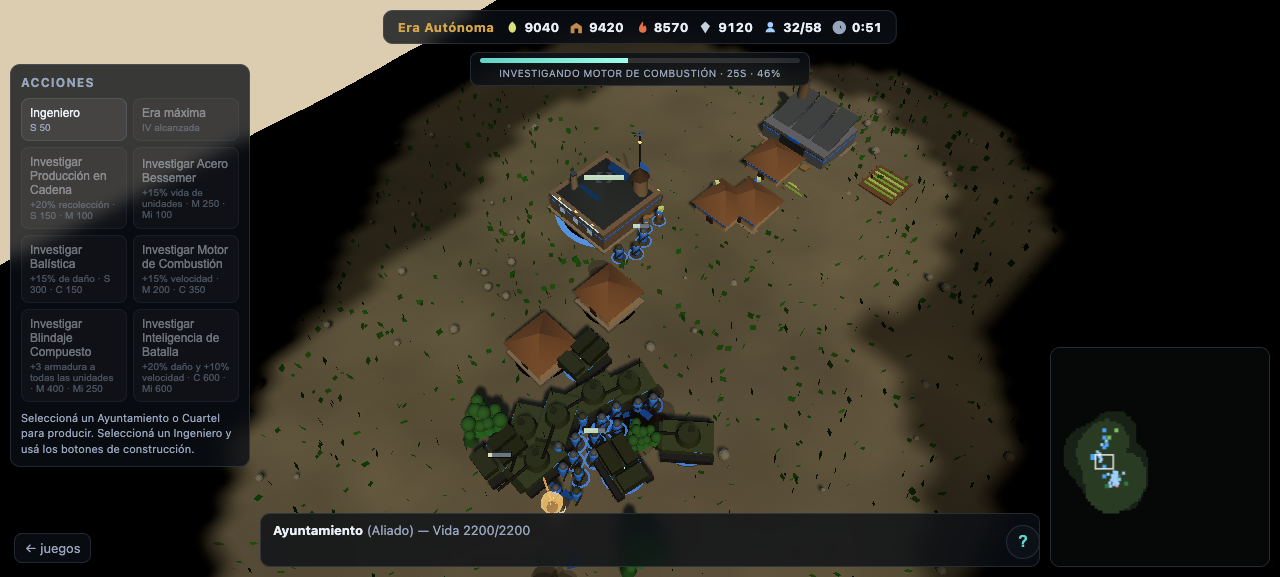 Era Autónoma 9040 9420 8570 9120 32/58 0:51
INVESTIGANDO MOTOR DE COMBUSTIÓN · 25S · 46%
ACCIONES
Ingeniero
S 50
Era máxima
IV alcanzada
Investigar
Producción en
Cadena
+20% recolección ·
S 150 · M 100
Investigar Acero
Bessemer
+15% vida de
unidades · M 250 ·
Mi 100
Investigar
Balística
+15% de daño · S
300 · C 150
Investigar Motor
de Combustión
+15% velocidad ·
M 200 · C 350
Investigar
Blindaje
Compuesto
+3 armadura a
todas las unidades
· M 400 · Mi 250
Investigar
Inteligencia de
Batalla
+20% daño y +10%
velocidad · C 600 ·
Mi 600
Seleccioná un Ayuntamiento o Cuartel
para producir. Seleccioná un Ingeniero y
usá los botones de construcción.
← juegos
Ayuntamiento (Aliado) — Vida 2200/2200
?